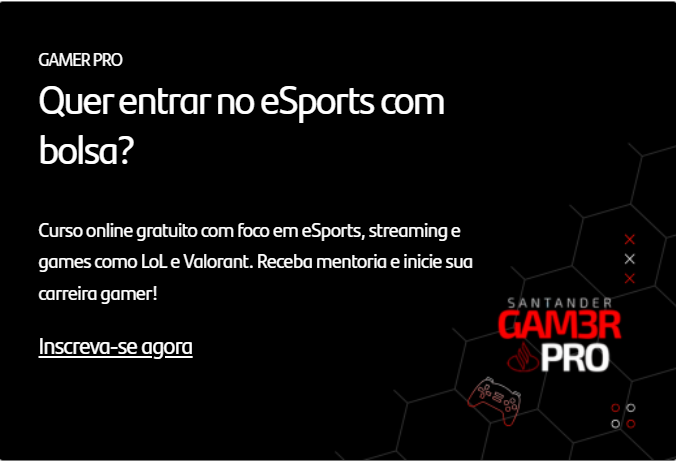 GAMER PRO
Quer entrar no eSports com
bolsa?
Curso online gratuito com foco em eSports, streaming e
games como LoL e Valorant. Receba mentoria e inicie sua
carreira gamer!
Inscreva-se agora
SANTANDER
GAM3R
PRO